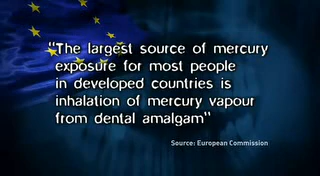 "The largest source of mercury
exposure for most people
in developed countries is
inhalation of mercury vapour
from dental amalgam"
Source: European Commission